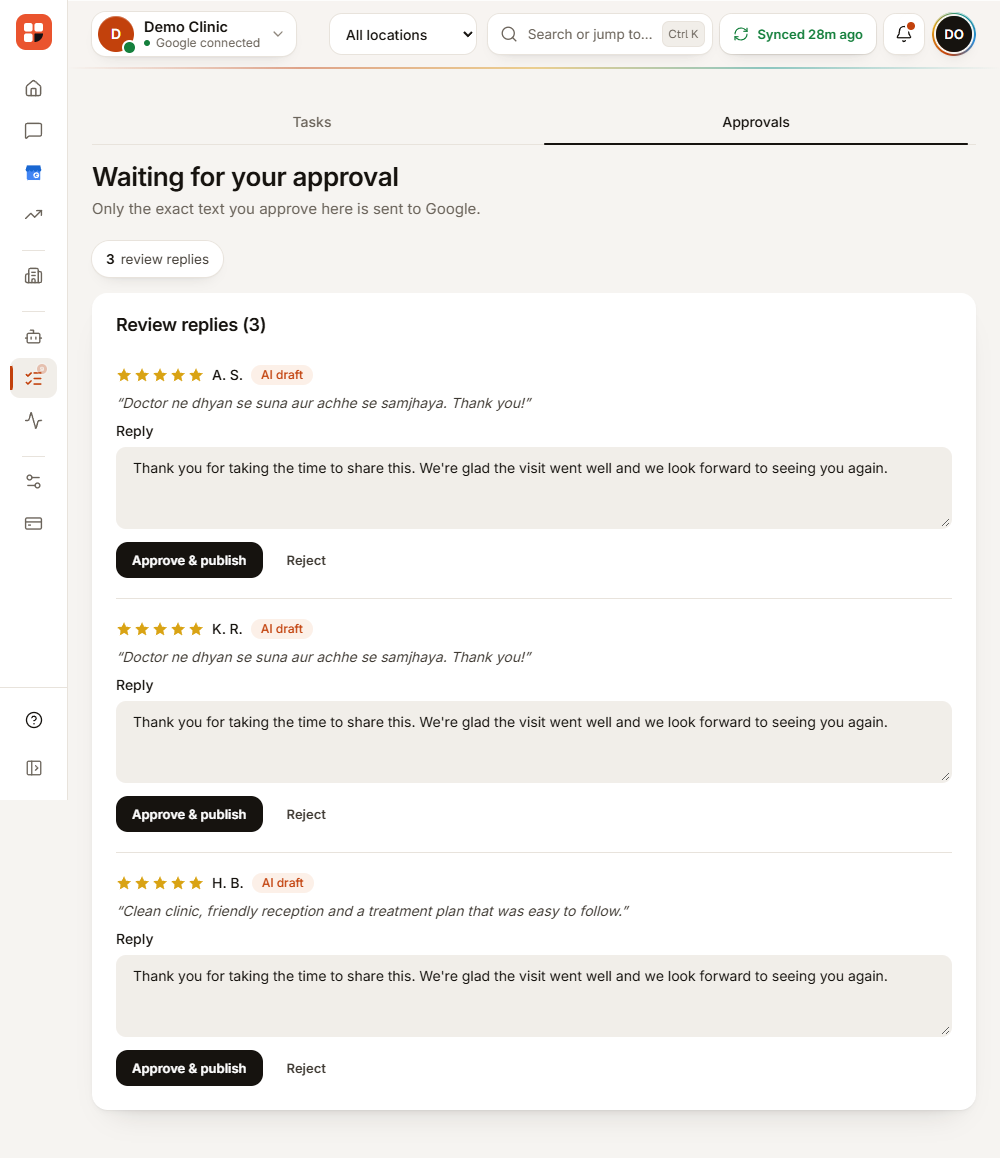 D
Demo Clinic
Google connected
All locations
Search or jump to...
Ctrl K
Synced 28m ago
DO
Tasks
Approvals
Waiting for your approval
Only the exact text you approve here is sent to Google.
3 review replies
Review replies (3)
A. S.
AI draft
“Doctor ne dhyan se suna aur achhe se samjhaya. Thank you!”
Reply
Thank you for taking the time to share this. We're glad the visit went well and we look forward to seeing you again.
Approve & publish
Reject
K. R.
AI draft
“Doctor ne dhyan se suna aur achhe se samjhaya. Thank you!”
Reply
Thank you for taking the time to share this. We're glad the visit went well and we look forward to seeing you again.
Approve & publish
Reject
H. B.
AI draft
“Clean clinic, friendly reception and a treatment plan that was easy to follow.”
Reply
Thank you for taking the time to share this. We're glad the visit went well and we look forward to seeing you again.
Approve & publish
Reject